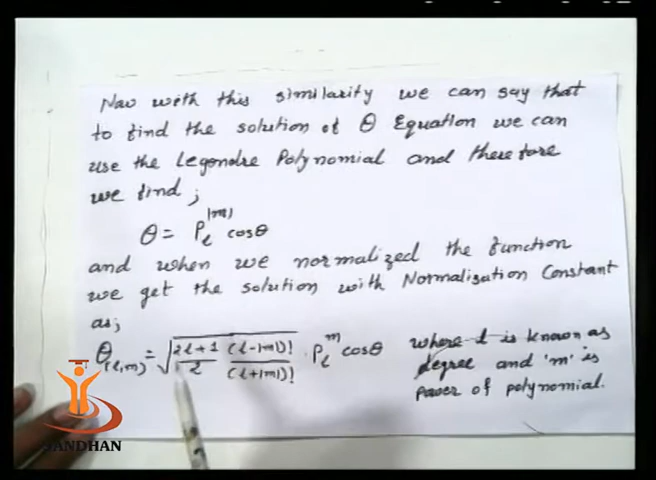 Now with this similarity we can say that
to find the solution of Θ Equation we can
use the Legendre Polynomial and therefore
we find ;
Θ = P_l^|m| cosθ
and when we normalized the function
we get the solution with Normalization Constant
as;
Θ_(l,m) = √((2l+1)/2 (l-|m|)!/(l+|m|)!) · P_l^m cosθ
where l is known as
degree and 'm' is
power of polynomial.
SANDHAN